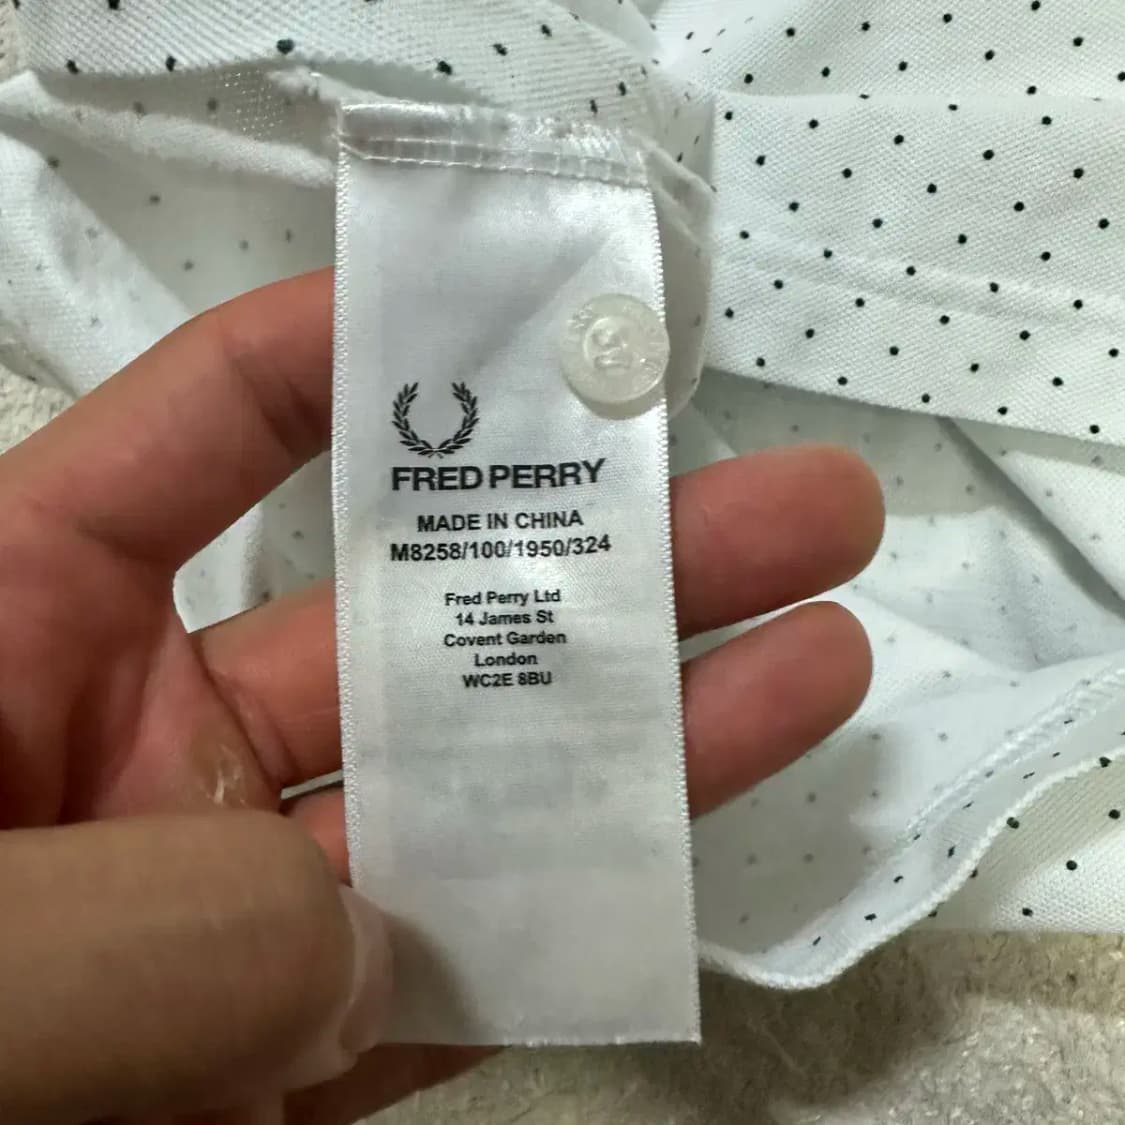 FRED PERRY
MADE IN CHINA
M8258/100/1950/324
Fred Perry Ltd
14 James St
Covent Garden
London
WC2E 8BU